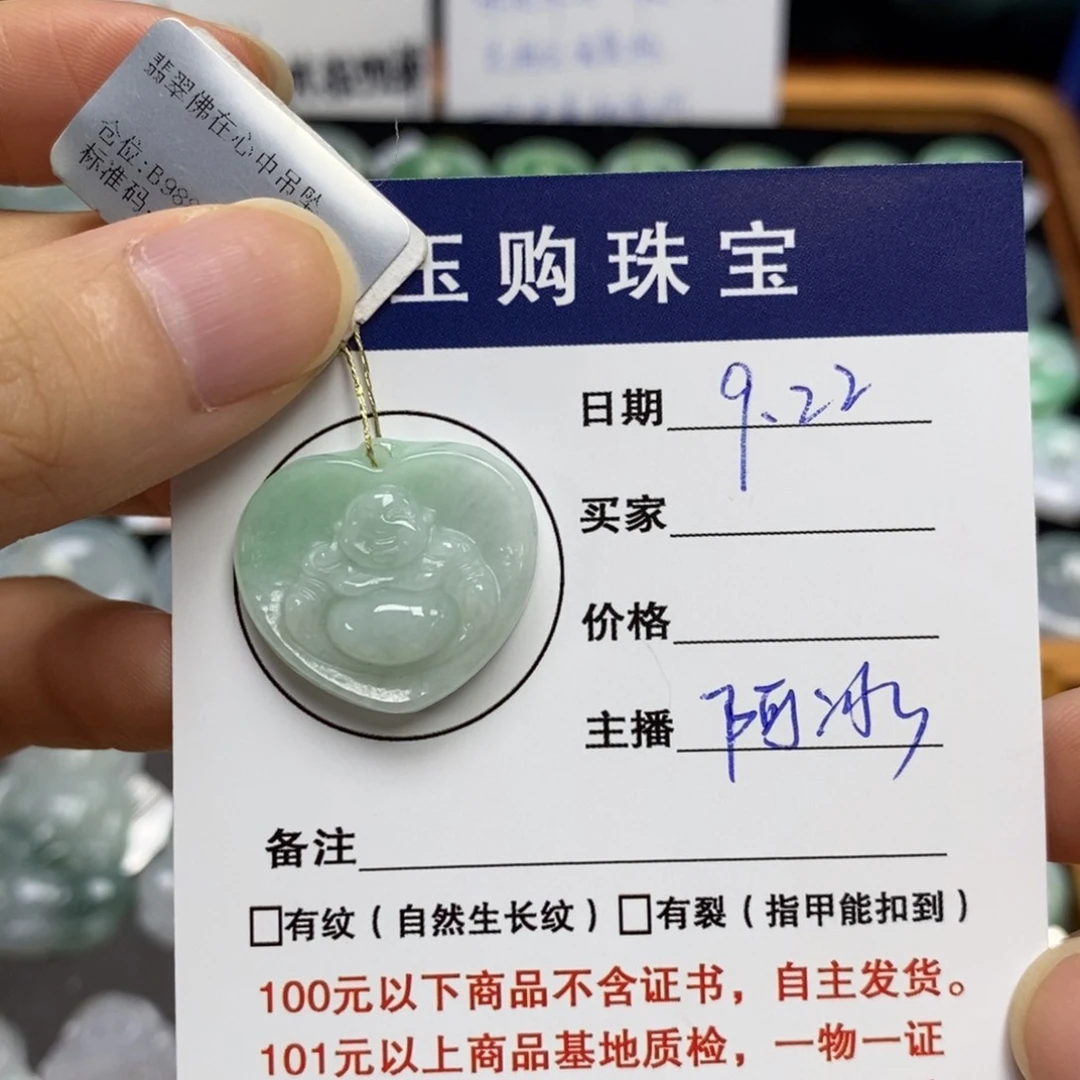 翡翠佛在心中吊坠
仓位:B989
标准码
玉购珠宝
日期 9.22
买家
价格
主播 阿冰
备注
□有纹（自然生长纹）□有裂（指甲能扣到）
100元以下商品不含证书，自主发货。
101元以上商品基地质检，一物一证